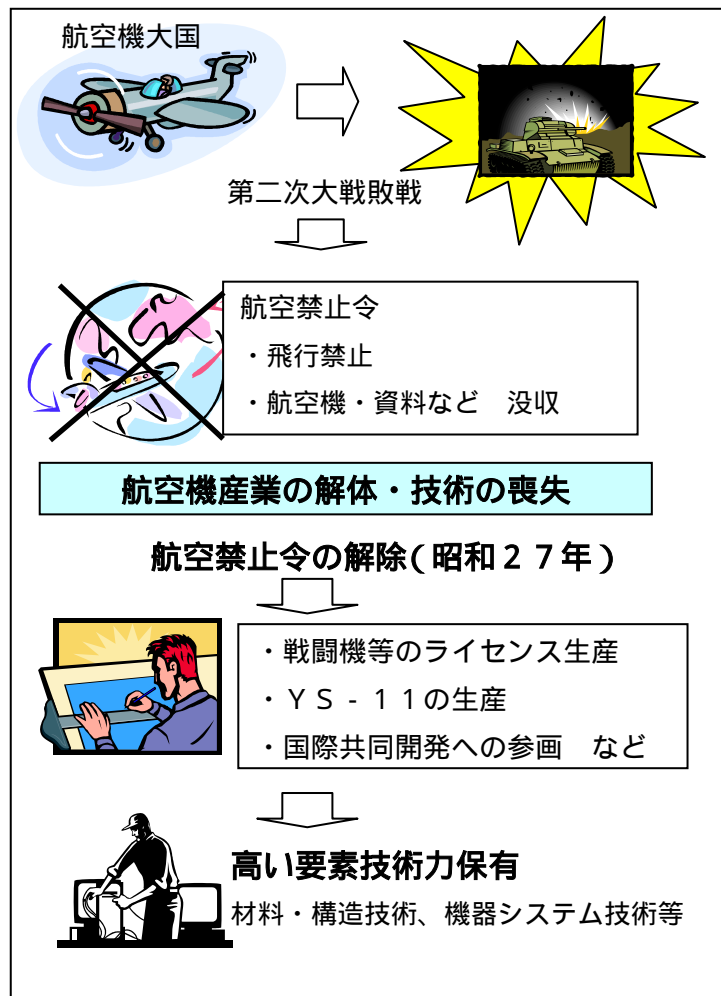 航空機大国
第二次大戦敗戦
航空禁止令
・飛行禁止
・航空機・資料など　没収
航空機産業の解体・技術の喪失
航空禁止令の解除(昭和２７年)
・戦闘機等のライセンス生産
・ＹＳ‐１１の生産
・国際共同開発への参画　など
高い要素技術力保有
材料・構造技術、機器システム技術等